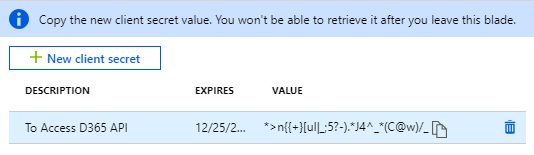 Copy the new client secret value. You won't be able to retrieve it after you leave this blade.
New client secret
DESCRIPTION EXPIRES VALUE
To Access D365 API 12/25/2... *>n{{+}[ul|_;5?-).*J4^_*(C@w)/_